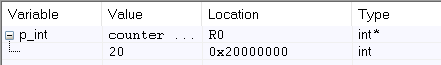 Variable Value Location Type
p_int counter ... R0 int*
20 0x20000000 int